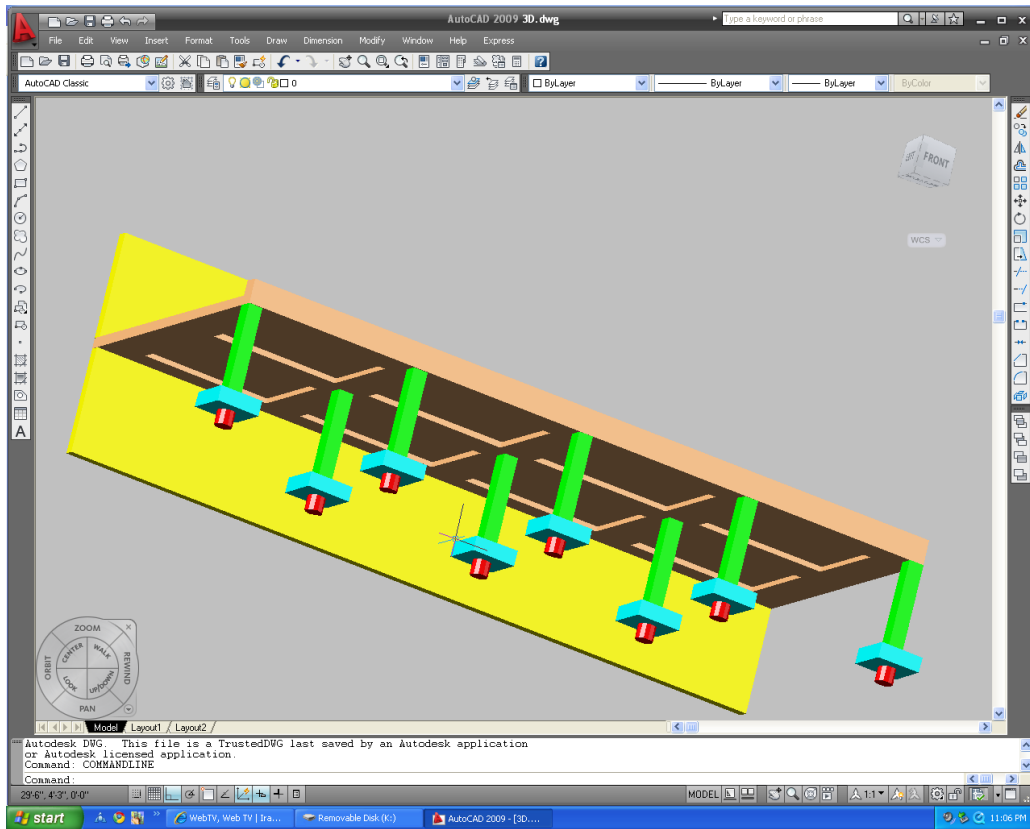 AutoCAD 2009 3D.dwg
Type a keyword or phrase
File Edit View Insert Format Tools Draw Dimension Modify Window Help Express
AutoCAD Classic
0
ByLayer
ByLayer
ByLayer
ByColor
FRONT
WCS
ZOOM
ORBIT
CENTER
WALK
REWIND
LOOK
UP/DOWN
PAN
A
Model Layout1 Layout2
Autodesk DWG. This file is a TrustedDWG last saved by an Autodesk application
or Autodesk licensed application.
Command: COMMANDLINE
Command:
29'-6", 4'-3", 0'-0"
MODEL
1:1
start
WebTV, Web TV | Ira...
Removable Disk (K:)
AutoCAD 2009 - [3D....
11:06 PM